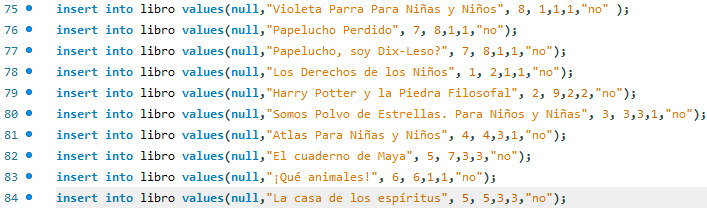 75 insert into libro values(null,"Violeta Parra Para Niñas y Niños", 8, 1,1,1,"no" );
76 insert into libro values(null,"Papelucho Perdido", 7, 8,1,1,"no");
77 insert into libro values(null,"Papelucho, soy Dix-Leso?", 7, 8,1,1,"no");
78 insert into libro values(null,"Los Derechos de los Niños", 1, 2,1,1,"no");
79 insert into libro values(null,"Harry Potter y la Piedra Filosofal", 2, 9,2,2,"no");
80 insert into libro values(null,"Somos Polvo de Estrellas. Para Niños y Niñas", 3, 3,3,1,"no");
81 insert into libro values(null,"Atlas Para Niñas y Niños", 4, 4,3,1,"no");
82 insert into libro values(null,"El cuaderno de Maya", 5, 7,3,3,"no");
83 insert into libro values(null,"¡Qué animales!", 6, 6,1,1,"no");
84 insert into libro values(null,"La casa de los espíritus", 5, 5,3,3,"no");